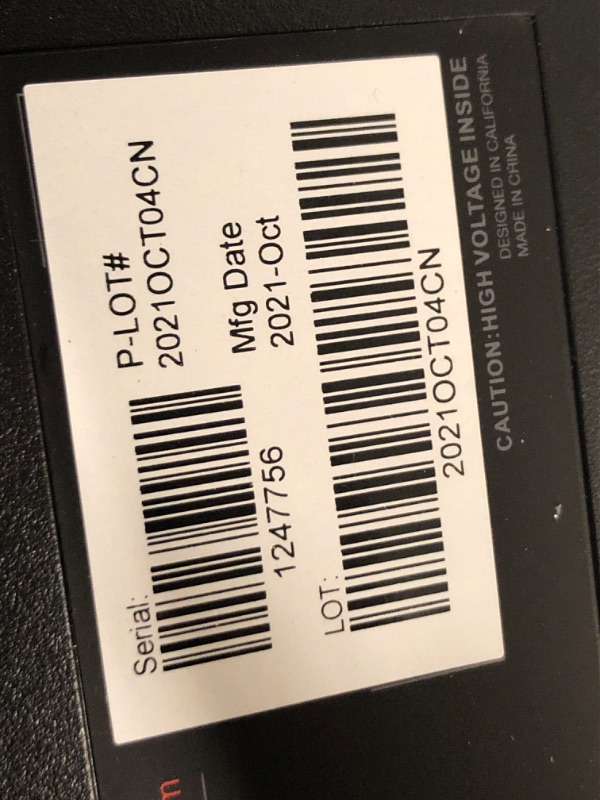 P-LOT#
2021OCT04CN
Serial:
1247756
Mfg Date
2021-Oct
LOT:
2021OCT04CN
CAUTION:HIGH VOLTAGE INSIDE
DESIGNED IN CALIFORNIA
MADE IN CHINA